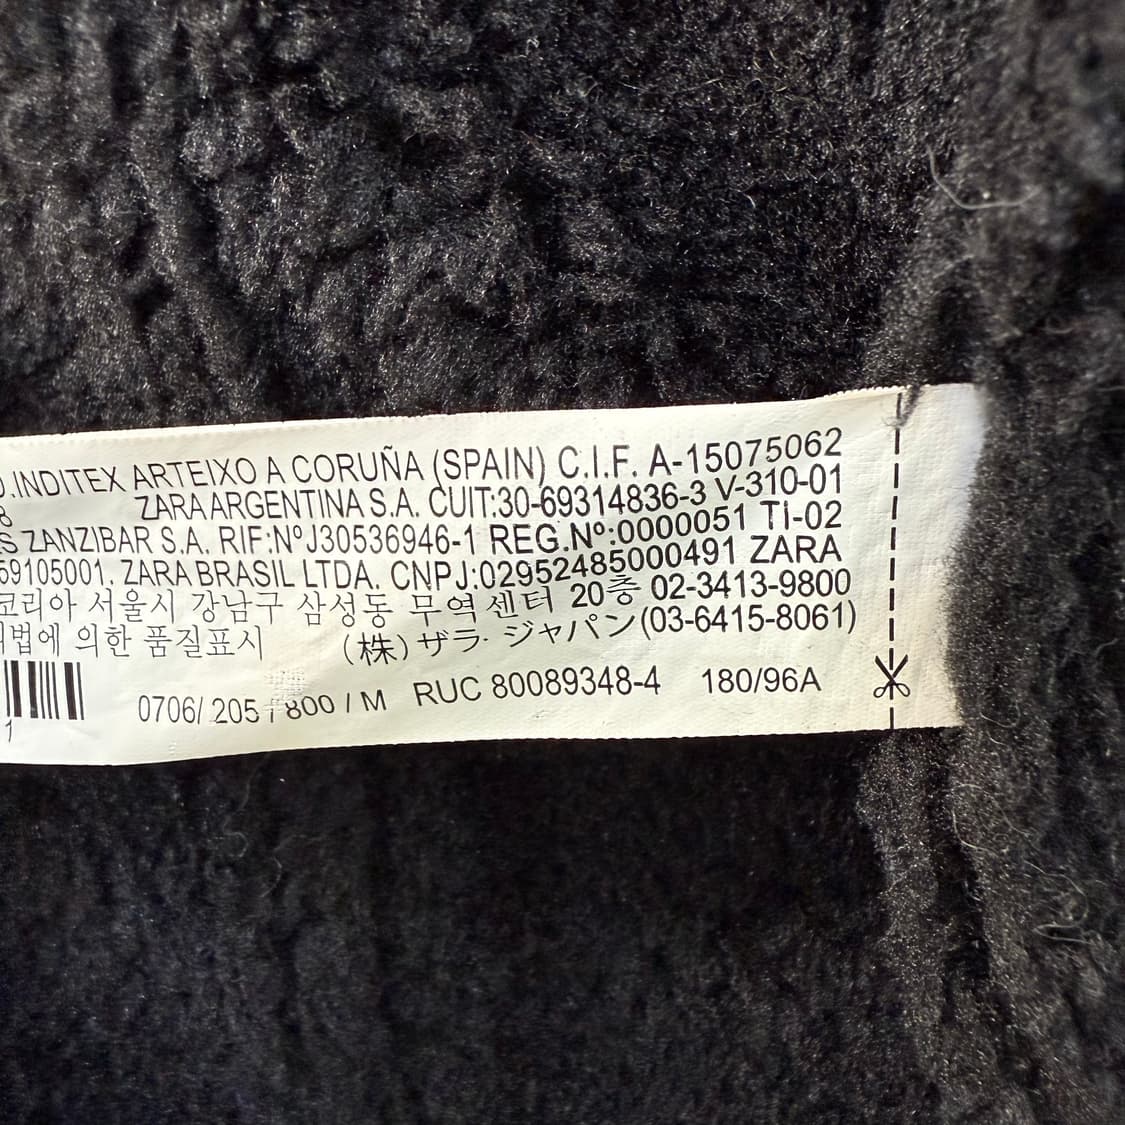 .INDITEX ARTEIXO A CORUÑA (SPAIN) C.I.F. A-15075062
8 ZARA ARGENTINA S.A. CUIT:30-69314836-3 V-310-01
S ZANZIBAR S.A. RIF:NºJ30536946-1 REG.Nº:0000051 TI-02
59105001. ZARA BRASIL LTDA. CNPJ:02952485000491 ZARA
코리아 서울시 강남구 삼성동 무역센터 20층 02-3413-9800
법에 의한 품질표시 (株)ザラ・ジャパン(03-6415-8061)
1 0706/ 205 / 800 / M RUC 80089348-4 180/96A